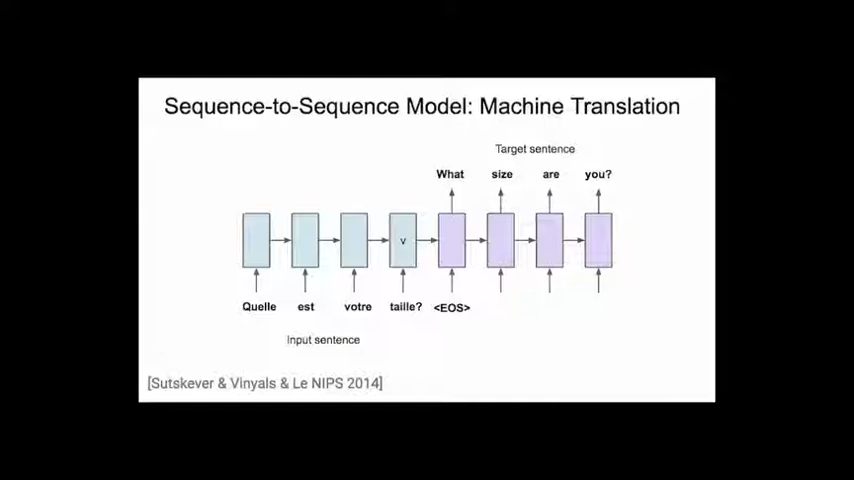 Sequence-to-Sequence Model: Machine Translation
Target sentence
What size are you?
v
Quelle est votre taille? <EOS>
Input sentence
[Sutskever & Vinyals & Le NIPS 2014]